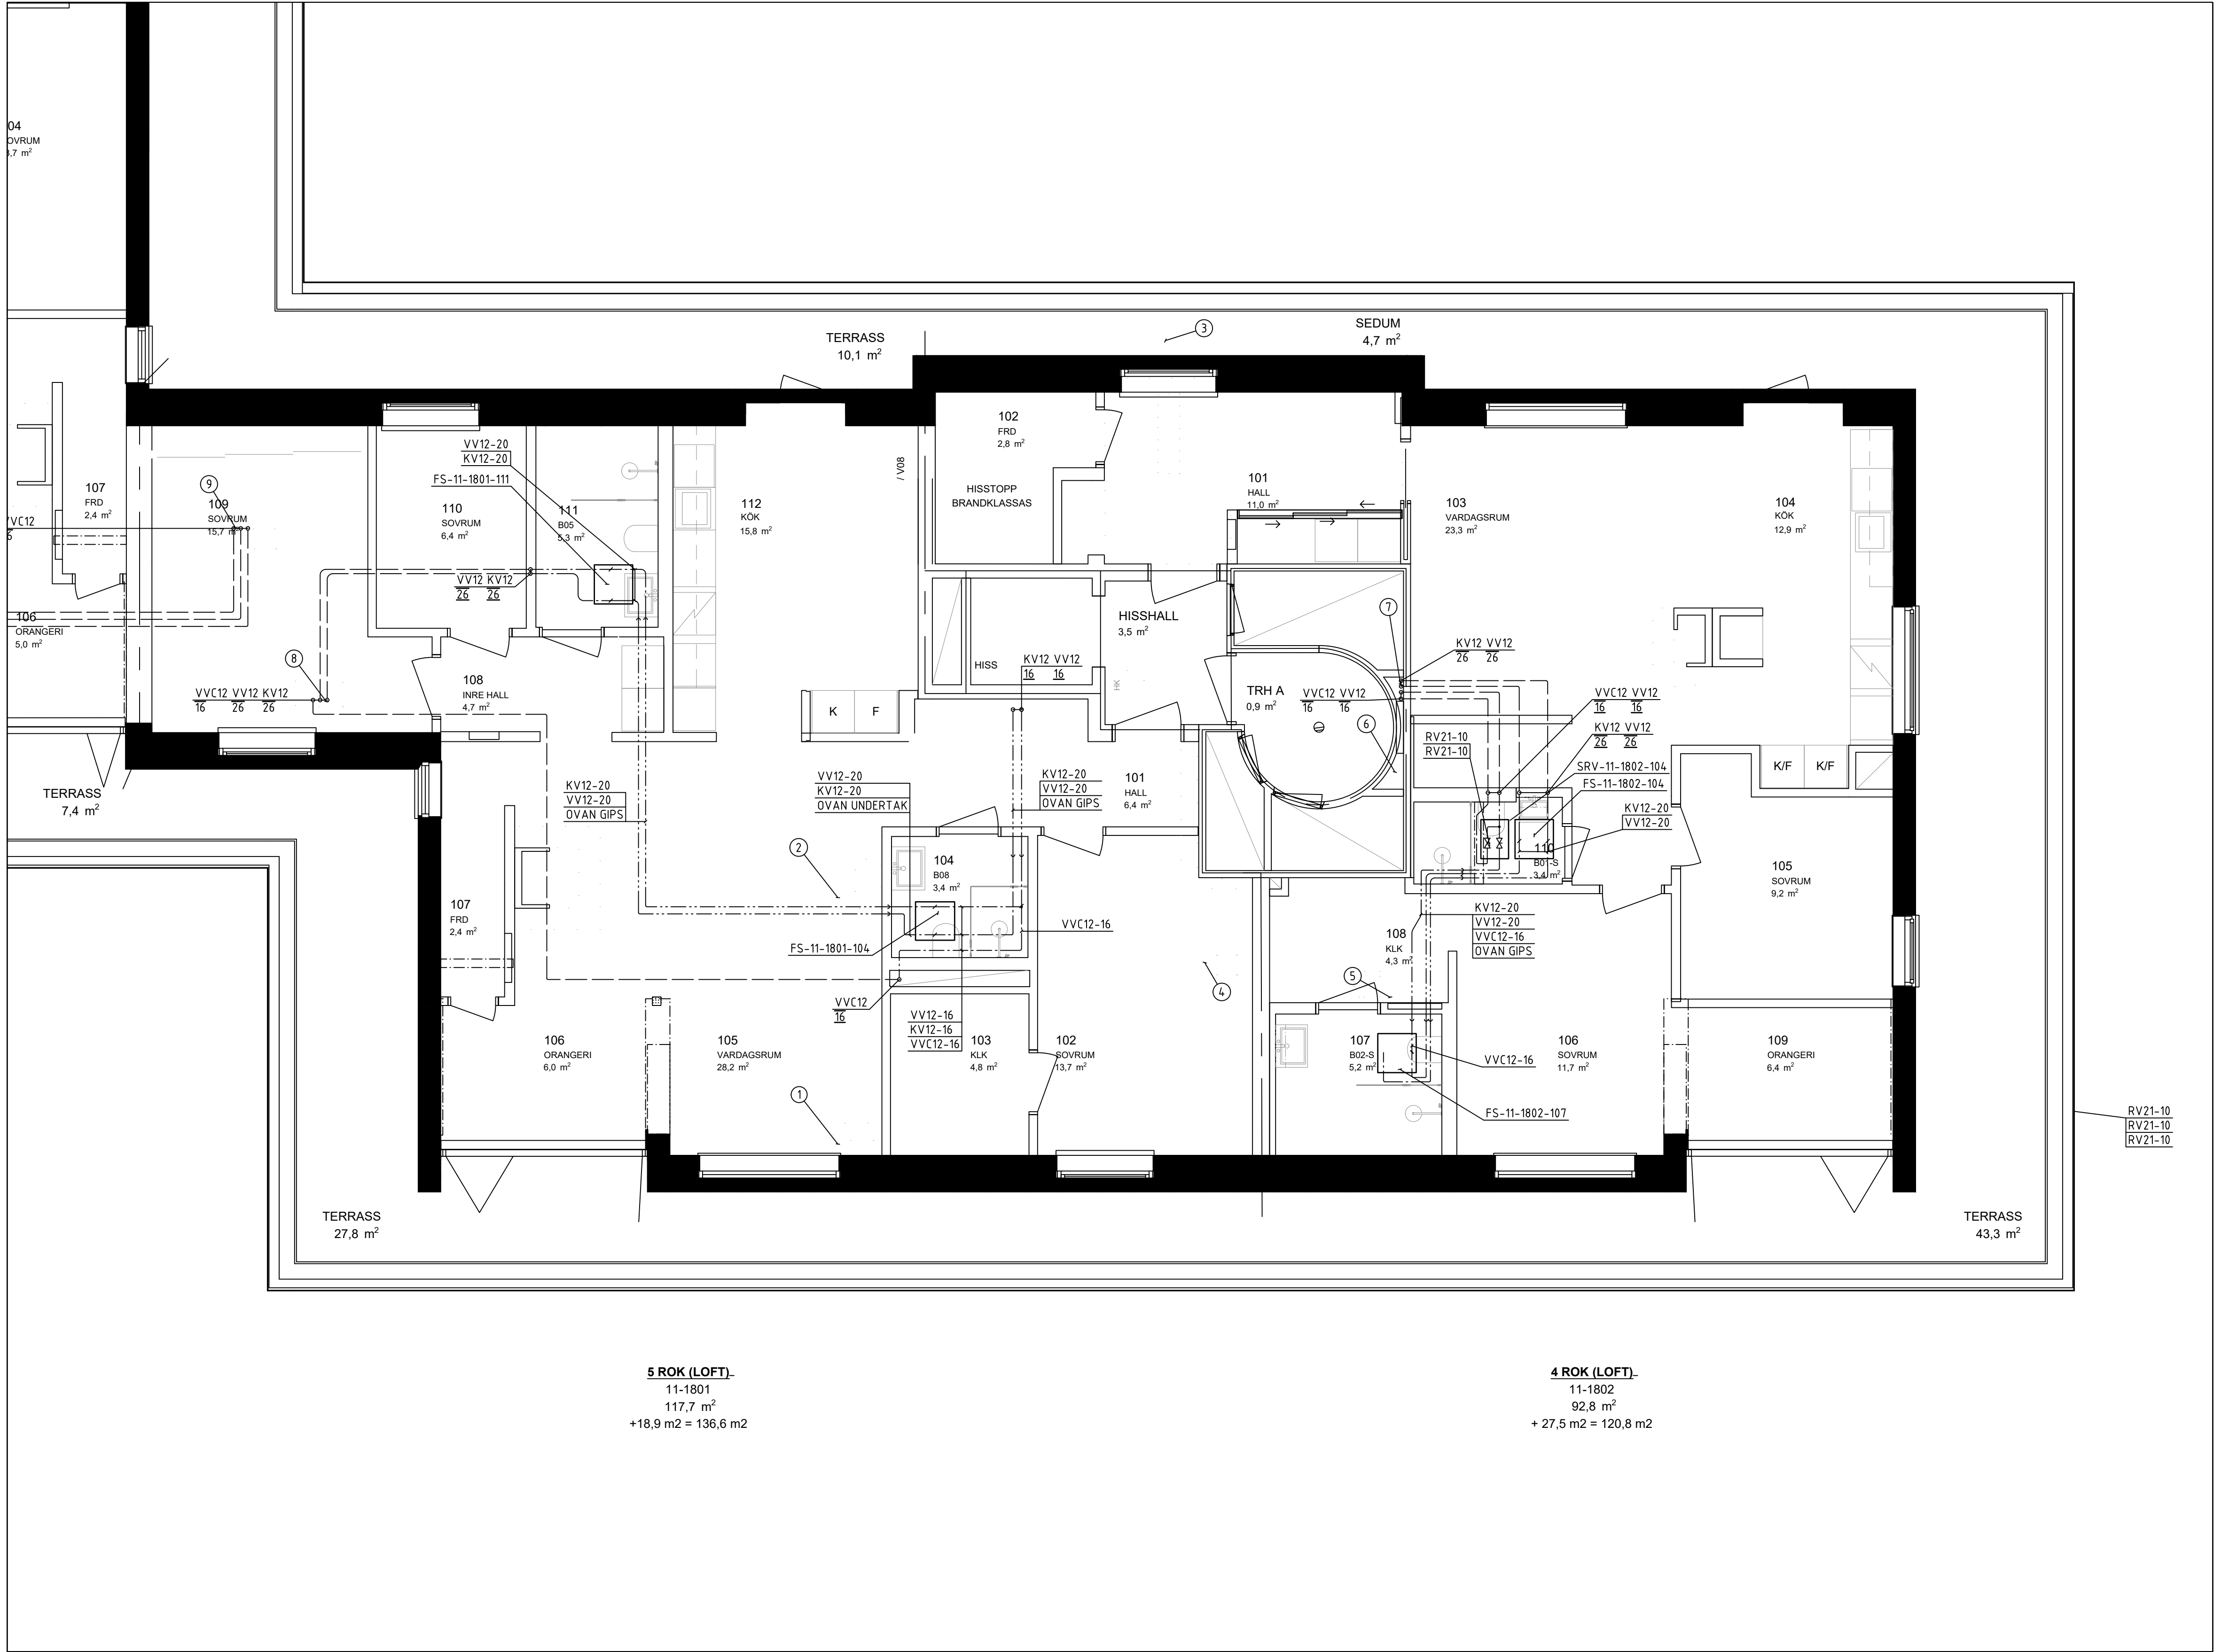 04
OVRUM
TERRASS
10,1 m²
3
SEDUM
4,7 m²
9
109
SOVRUM
15,7 m²
107
FRD
2,4 m²
VVC12
106
ORANGERI
5,0 m²
VV12-20
KV12-20
FS-11-1801-111
110
SOVRUM
6,4 m²
111
B05
5,3 m²
VV12 KV12
26 26
112
KÖK
15,8 m²
/ V08
102
FRD
2,8 m²
HISSTOPP
BRANDKLASSAS
101
HALL
11,0 m²
103
VARDAGSRUM
23,3 m²
104
KÖK
12,9 m²
8
VVC12 VV12 KV12
16 26 26
108
INRE HALL
4,7 m²
K
F
HISS
KV12 VV12
16 16
HISSHALL
3,5 m²
HK
TRH A
0,9 m²
7
KV12 VV12
26 26
VVC12 VV12
16 16
6
VVC12 VV12
16 16
KV12 VV12
26 26
RV21-10
RV21-10
SRV-11-1802-104
FS-11-1802-104
KV12-20
VV12-20
K/F
K/F
TERRASS
7,4 m²
KV12-20
VV12-20
OVAN GIPS
VV12-20
KV12-20
OVAN UNDERTAK
KV12-20
VV12-20
OVAN GIPS
101
HALL
6,4 m²
2
104
B08
3,4 m²
110
B01-S
3,4 m²
105
SOVRUM
9,2 m²
107
FRD
2,4 m²
FS-11-1801-104
VVC12-16
KV12-20
VV12-20
VVC12-16
OVAN GIPS
108
KLK
4,3 m²
5
4
VVC12
16
VV12-16
KV12-16
VVC12-16
106
ORANGERI
6,0 m²
105
VARDAGSRUM
28,2 m²
103
KLK
4,8 m²
102
SOVRUM
13,7 m²
107
B02-S
5,2 m²
VVC12-16
106
SOVRUM
11,7 m²
109
ORANGERI
6,4 m²
1
FS-11-1802-107
RV21-10
RV21-10
RV21-10
TERRASS
27,8 m²
TERRASS
43,3 m²
5 ROK (LOFT)
11-1801
117,7 m²
+18,9 m2 = 136,6 m2
4 ROK (LOFT)
11-1802
92,8 m²
+ 27,5 m2 = 120,8 m2